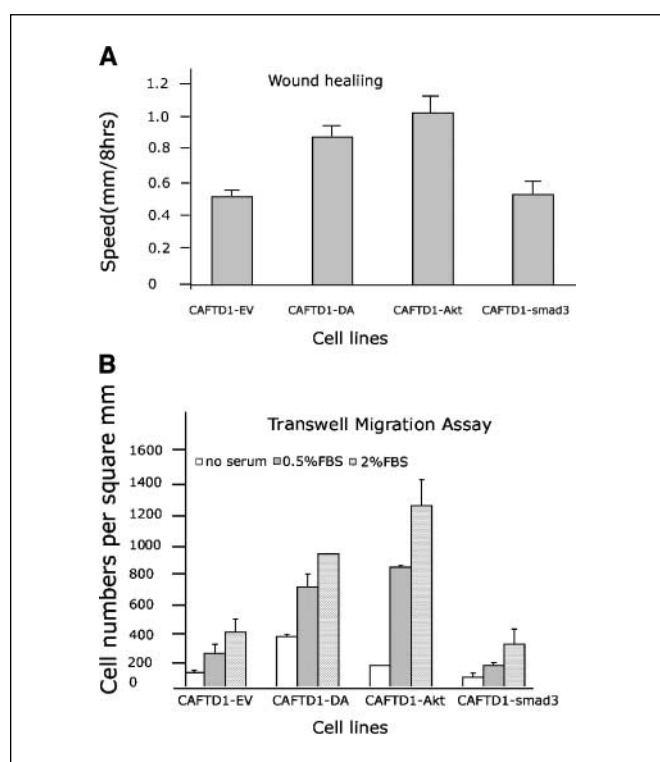 A
Wound healiing
Speed(mm/8hrs)
1.2
1.0
0.8
0.6
0.4
0.2
0
CAFTD1-EV CAFTD1-DA CAFTD1-Akt CAFTD1-smad3
Cell lines
B
Transwell Migration Assay
no serum 0.5%FBS 2%FBS
Cell numbers per square mm
1600
1400
1200
1000
800
600
400
200
0
CAFTD1-EV CAFTD1-DA CAFTD1-Akt CAFTD1-smad3
Cell lines